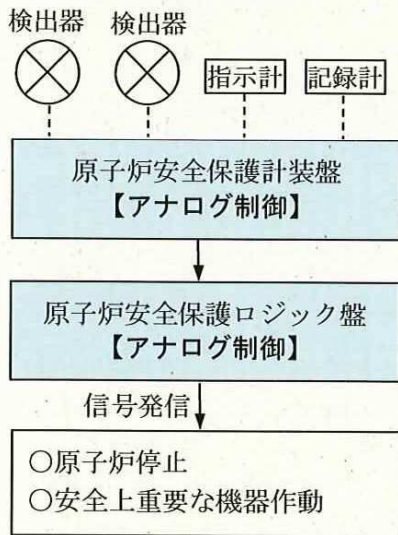 検出器 検出器
指示計 記録計
原子炉安全保護計装盤
【アナログ制御】
原子炉安全保護ロジック盤
【アナログ制御】
信号発信
○原子炉停止
○安全上重要な機器作動